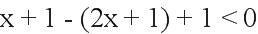 x + 1 - (2x + 1) + 1 < 0